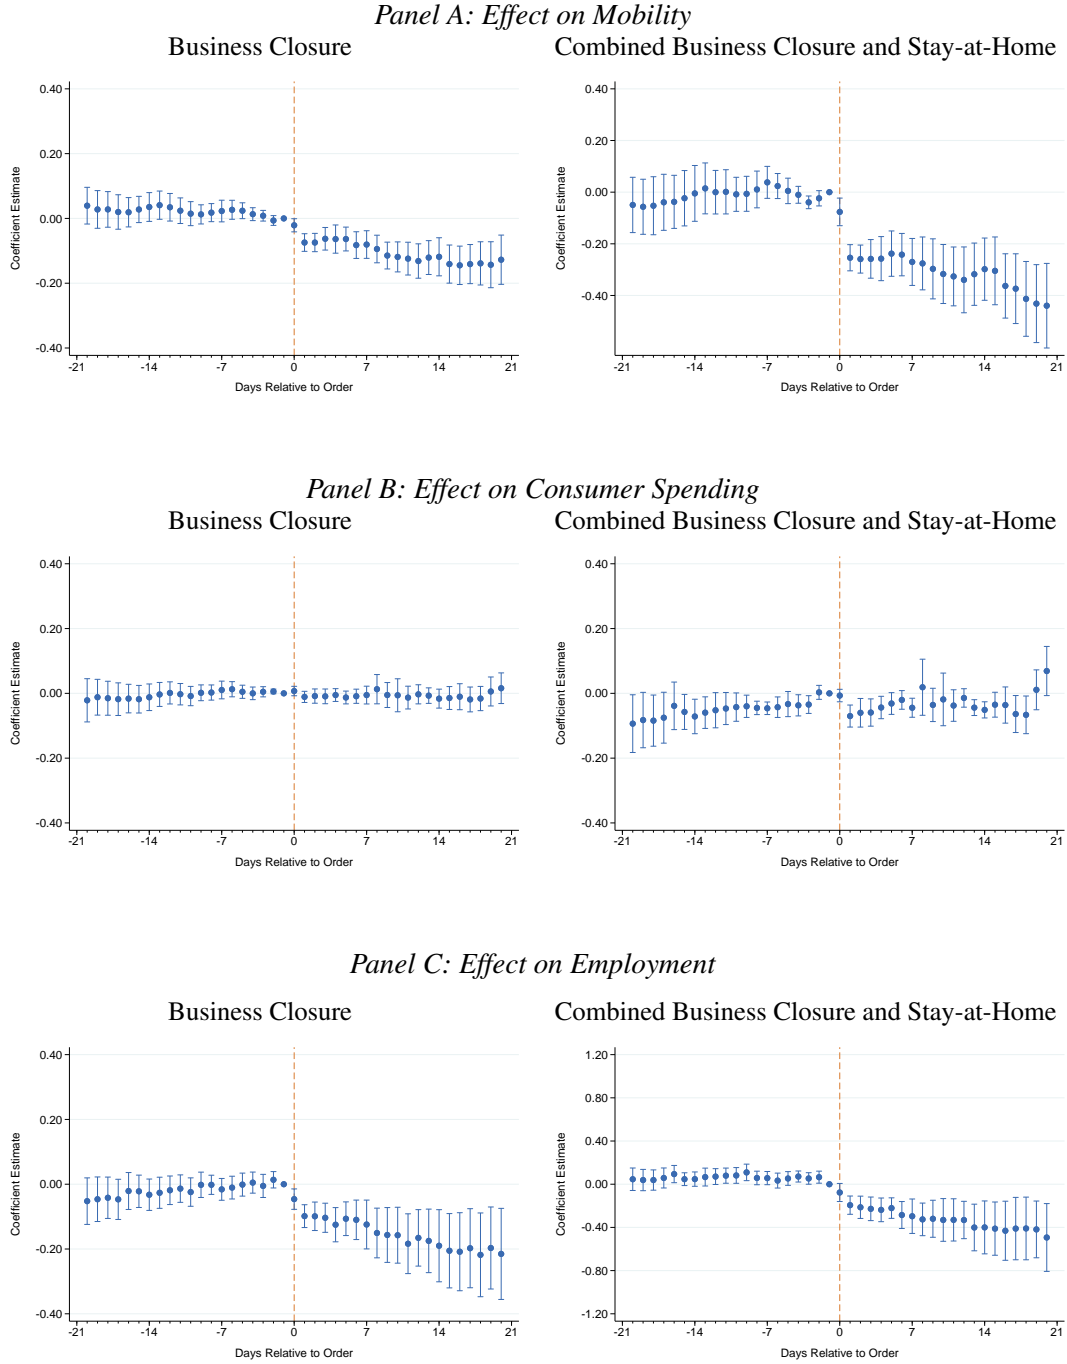 Panel A: Effect on Mobility
Business Closure
Combined Business Closure and Stay-at-Home
0.40
0.20
0.00
-0.20
-0.40
Coefficient Estimate
-21 -14 -7 0 7 14 21
Days Relative to Order
0.40
0.20
0.00
-0.20
-0.40
Coefficient Estimate
-21 -14 -7 0 7 14 21
Days Relative to Order
Panel B: Effect on Consumer Spending
Business Closure
Combined Business Closure and Stay-at-Home
0.40
0.20
0.00
-0.20
-0.40
Coefficient Estimate
-21 -14 -7 0 7 14 21
Days Relative to Order
0.40
0.20
0.00
-0.20
-0.40
Coefficient Estimate
-21 -14 -7 0 7 14 21
Days Relative to Order
Panel C: Effect on Employment
Business Closure
Combined Business Closure and Stay-at-Home
0.40
0.20
0.00
-0.20
-0.40
Coefficient Estimate
-21 -14 -7 0 7 14 21
Days Relative to Order
1.20
0.80
0.40
0.00
-0.40
-0.80
-1.20
Coefficient Estimate
-21 -14 -7 0 7 14 21
Days Relative to Order